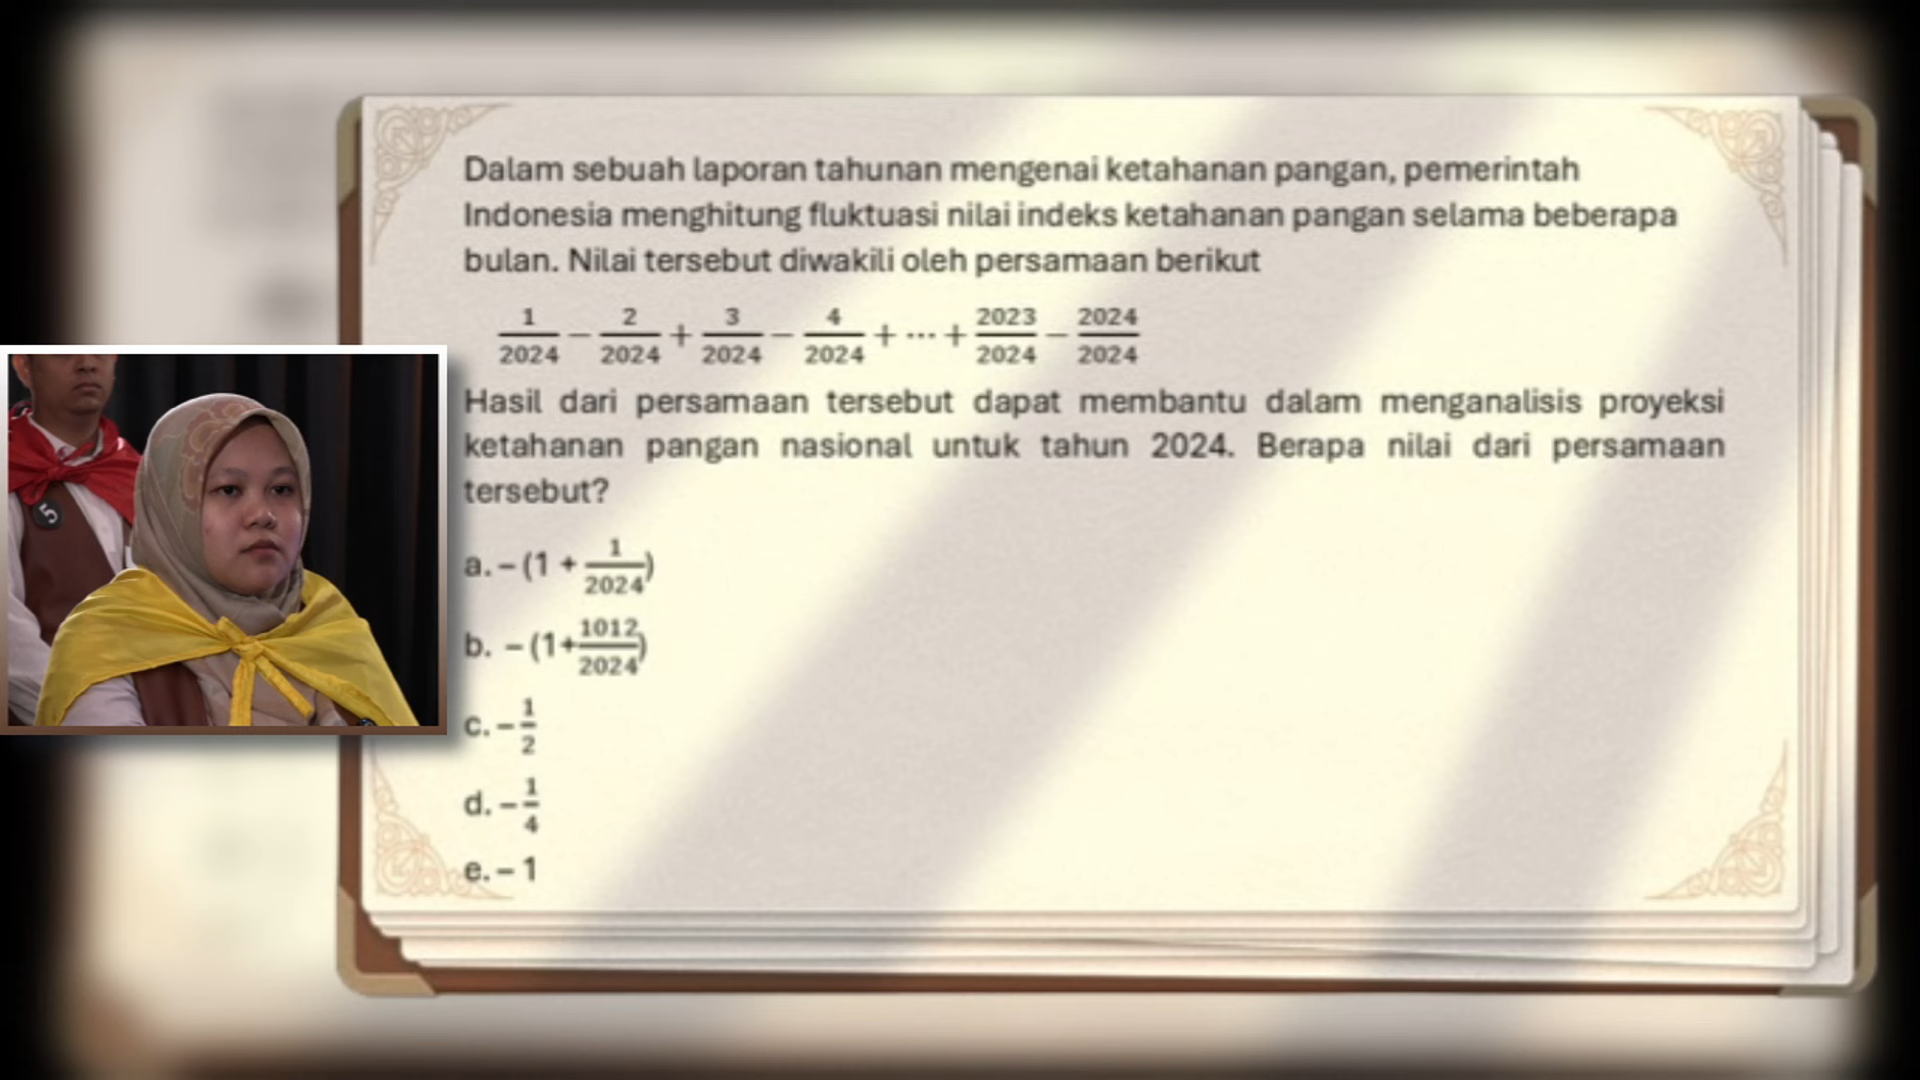 Dalam sebuah laporan tahunan mengenai ketahanan pangan, pemerintah
Indonesia menghitung fluktuasi nilai indeks ketahanan pangan selama beberapa
bulan. Nilai tersebut diwakili oleh persamaan berikut
1/2024 − 2/2024 + 3/2024 − 4/2024 + ... + 2023/2024 − 2024/2024
Hasil dari persamaan tersebut dapat membantu dalam menganalisis proyeksi
ketahanan pangan nasional untuk tahun 2024. Berapa nilai dari persamaan
tersebut?
a. – (1 + 1/2024)
b. – (1+1012/2024)
c. – 1/2
d. – 1/4
e. – 1
5